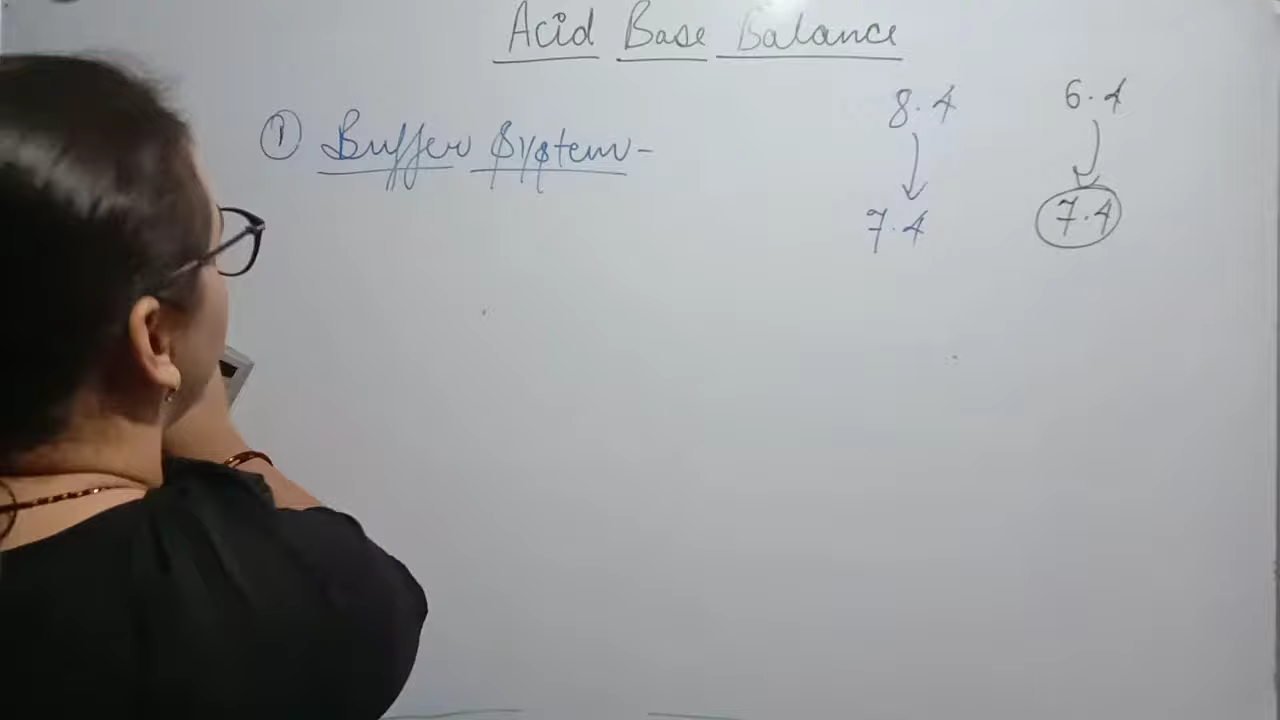 Acid Base Balance
① Buffer System-
8.4 6.4
↓ ↓
7.4 7.4